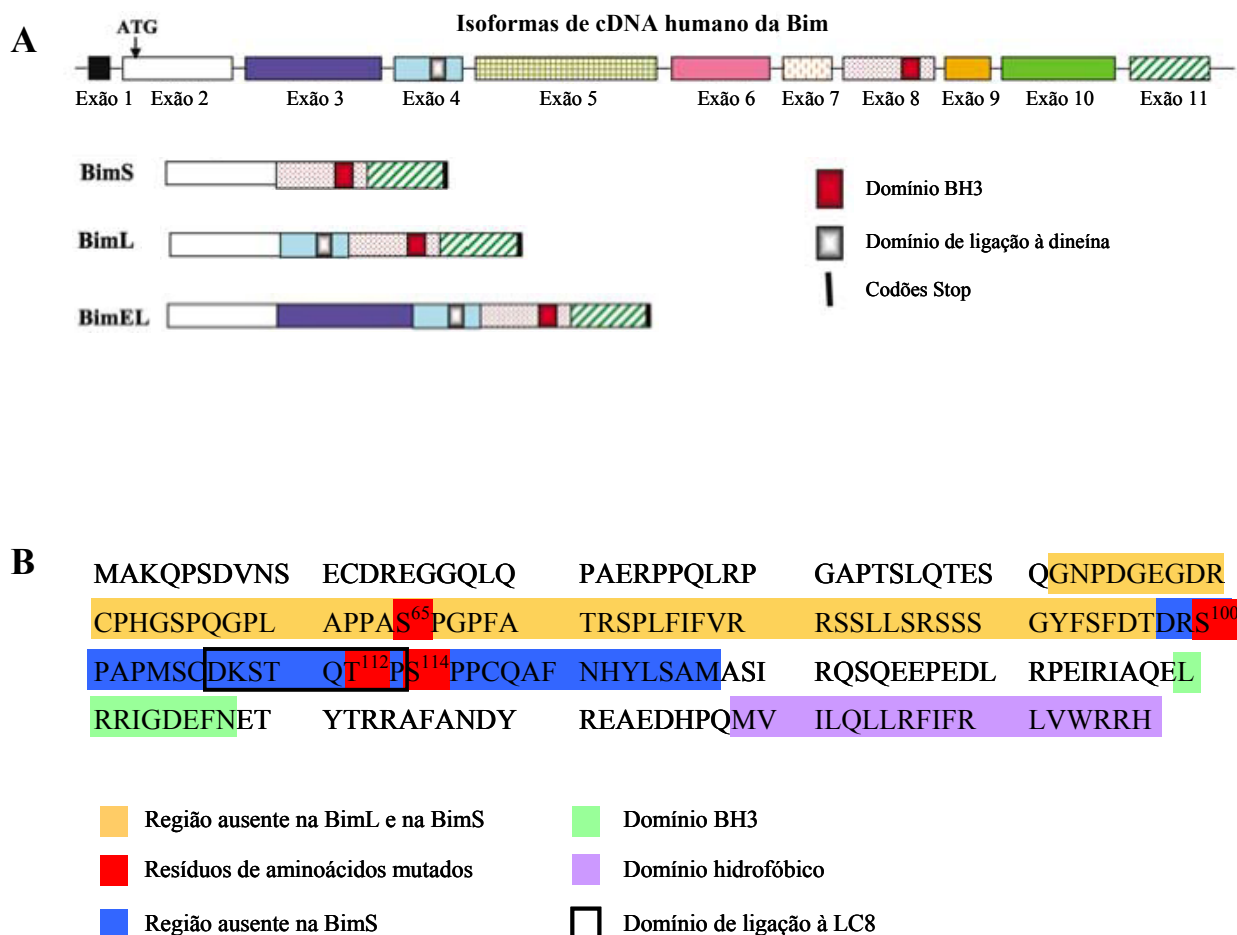 A
Isoformas de cDNA humano da Bim
ATG
Exão 1 Exão 2 Exão 3 Exão 4 Exão 5 Exão 6 Exão 7 Exão 8 Exão 9 Exão 10 Exão 11
BimS
BimL
BimEL
Domínio BH3
Domínio de ligação à dineína
Codões Stop
B
MAKQPSDVNS ECDREGGQLQ PAERPPQLRP GAPTSLQTES QGNPDGEGDR
CPHGSPQGPL APPAS65PGPFA TRSPLFIFVR RSSLLSRSSS GYFSFDTDRS100
PAPMSCDKST QT112PS114PPCQAF NHYLSAMASI RQSQEEPEDL RPEIRIAQEL
RRIGDEFNET YTRRAFANDY REAEDHPQMV ILQLLRFIFR LVWRRH
Região ausente na BimL e na BimS
Resíduos de aminoácidos mutados
Região ausente na BimS
Domínio BH3
Domínio hidrofóbico
Domínio de ligação à LC8